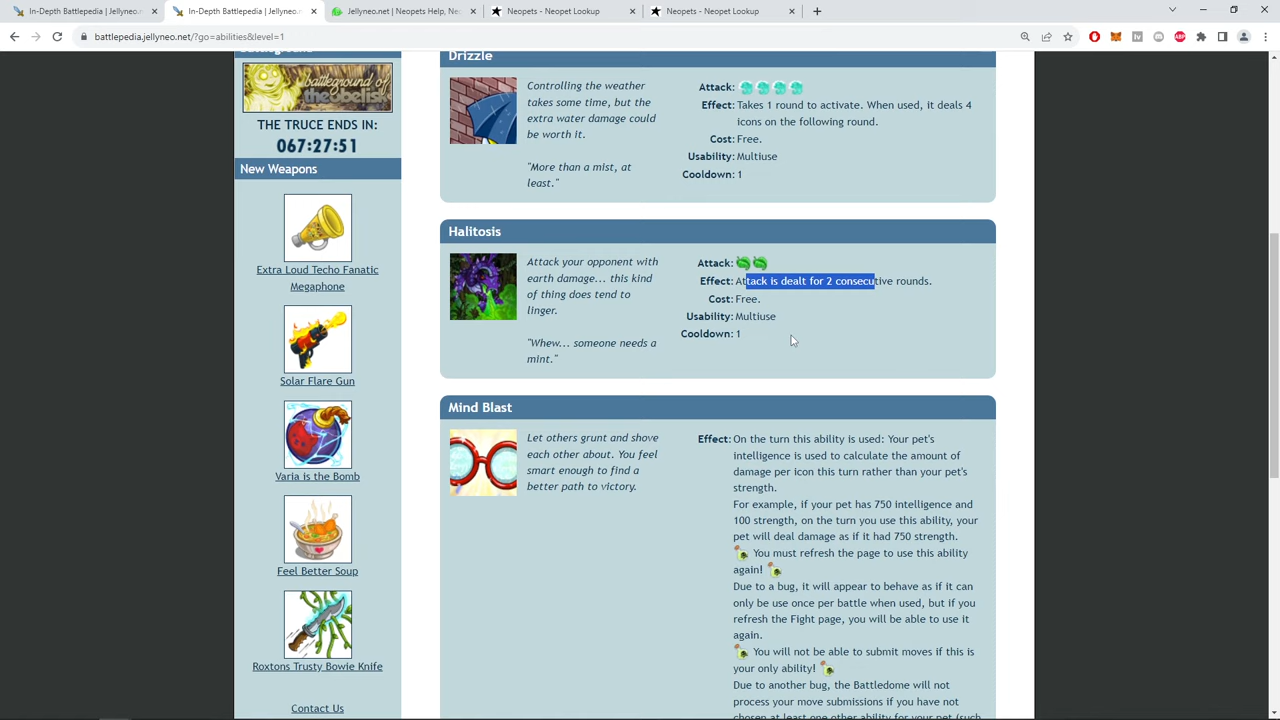 In-Depth Battlepedia | Jellyneo.n
In-Depth Battlepedia | Jellyneo.n
Jellyneo.net | Neopets Help, Ne
Neopets - Neopet Lookup
Neopets - Neopet Lookup
battlepedia.jellyneo.net/?go=abilities&level=1
battleground of
the obelisk
THE TRUCE ENDS IN:
067:27:51
New Weapons
Extra Loud Techo Fanatic
Megaphone
Solar Flare Gun
Varia is the Bomb
Feel Better Soup
Roxtons Trusty Bowie Knife
Contact Us
Drizzle
Controlling the weather
takes some time, but the
extra water damage could
be worth it.
"More than a mist, at
least."
Attack:
Effect: Takes 1 round to activate. When used, it deals 4
icons on the following round.
Cost: Free.
Usability: Multiuse
Cooldown: 1
Halitosis
Attack your opponent with
earth damage... this kind
of thing does tend to
linger.
"Whew... someone needs a
mint."
Attack:
Effect: Attack is dealt for 2 consecutive rounds.
Cost: Free.
Usability: Multiuse
Cooldown: 1
Mind Blast
Let others grunt and shove
each other about. You feel
smart enough to find a
better path to victory.
Effect: On the turn this ability is used: Your pet's
intelligence is used to calculate the amount of
damage per icon this turn rather than your pet's
strength.
For example, if your pet has 750 intelligence and
100 strength, on the turn you use this ability, your
pet will deal damage as if it had 750 strength.
You must refresh the page to use this ability
again!
Due to a bug, it will appear to behave as if it can
only be use once per battle when used, but if you
refresh the Fight page, you will be able to use it
again.
You will not be able to submit moves if this is
your only ability!
Due to another bug, the Battledome will not
process your move submissions if you have not
chosen at least one other ability for your pet (such